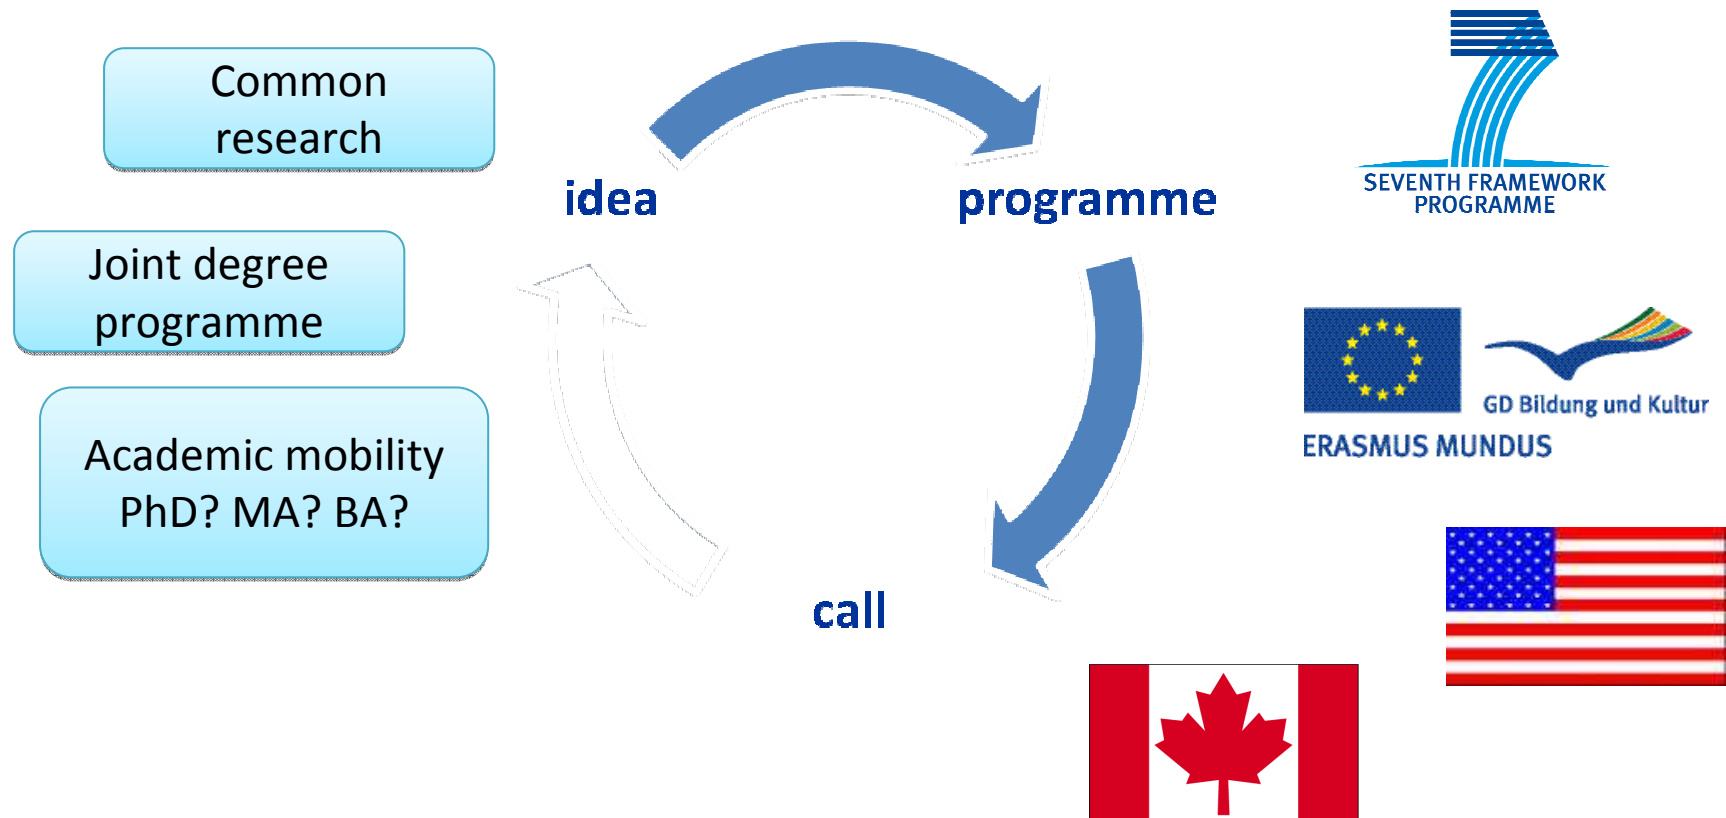 Common
research
idea
programme
SEVENTH FRAMEWORK
PROGRAMME
Joint degree
programme
GD Bildung und Kultur
ERASMUS MUNDUS
Academic mobility
PhD? MA? BA?
call